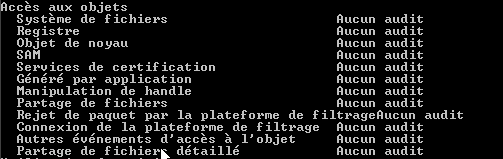 Accès aux objets
Système de fichiers Aucun audit
Registre Aucun audit
Objet de noyau Aucun audit
SAM Aucun audit
Services de certification Aucun audit
Généré par application Aucun audit
Manipulation de handle Aucun audit
Partage de fichiers Aucun audit
Rejet de paquet par la plateforme de filtrageAucun audit
Connexion de la plateforme de filtrage Aucun audit
Autres événements d'accès à l'objet Aucun audit
Partage de fichiers détaillé Aucun audit